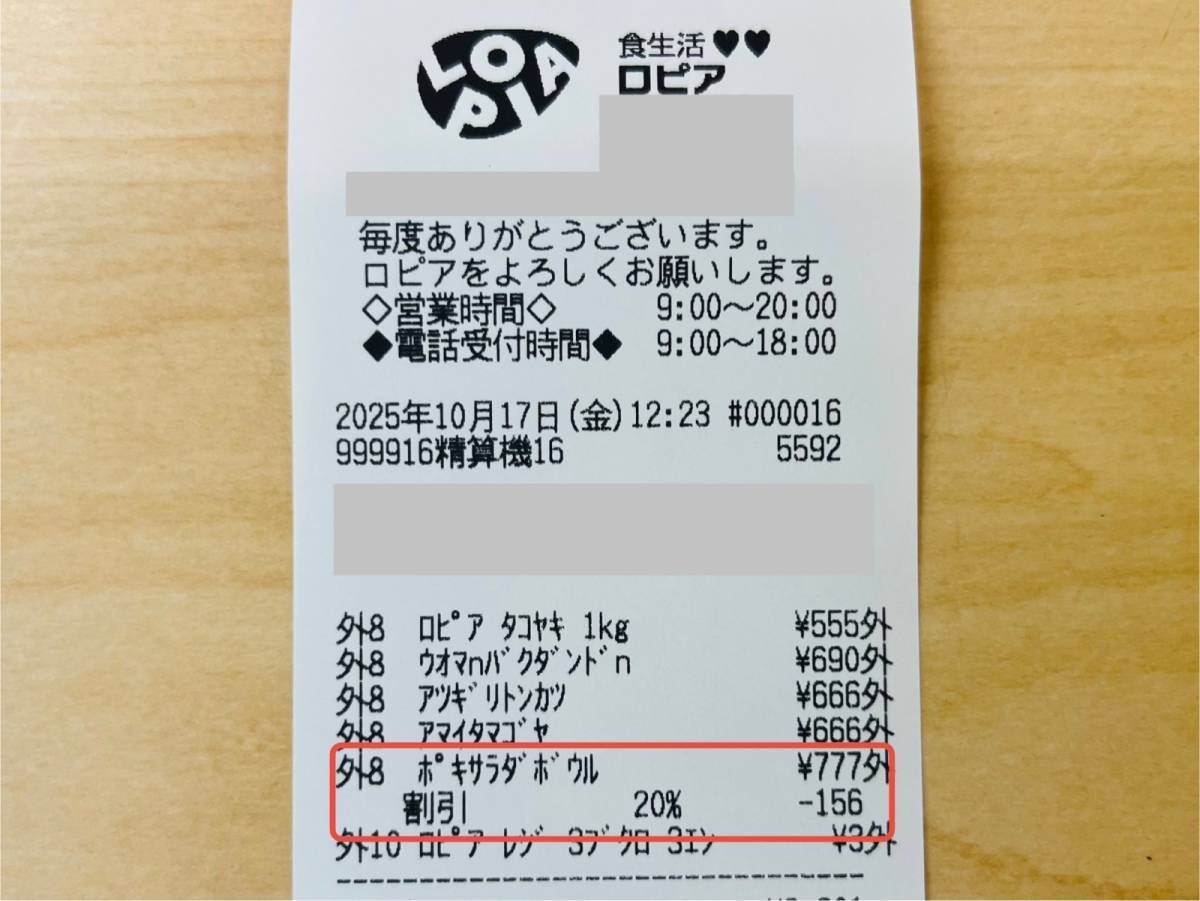 LOPIA
食生活♥♥
ロピア
毎度ありがとうございます。
ロピアをよろしくお願いします。
◇営業時間◇ 9:00〜20:00
◆電話受付時間◆ 9:00〜18:00
2025年10月17日(金)12:23 #000016
999916精算機16 5592
外8 ﾛﾋﾟｱ ﾀｺﾔｷ 1kg ¥555外
外8 ｳｵﾏnﾊﾞｸﾀﾞﾝﾄﾞn ¥690外
外8 ｱﾂｷﾞﾘﾄﾝｶﾂ ¥666外
外8 ｱﾏｲﾀﾏｺﾞﾔ ¥666外
外8 ﾎﾟｷｻﾗﾀﾞﾎﾞｳﾙ ¥777外
割引 20% -156
外10 ﾛﾋﾟｱ ﾚｼﾞ 3ﾌﾞｸﾛ 3ｴﾝ ¥3外